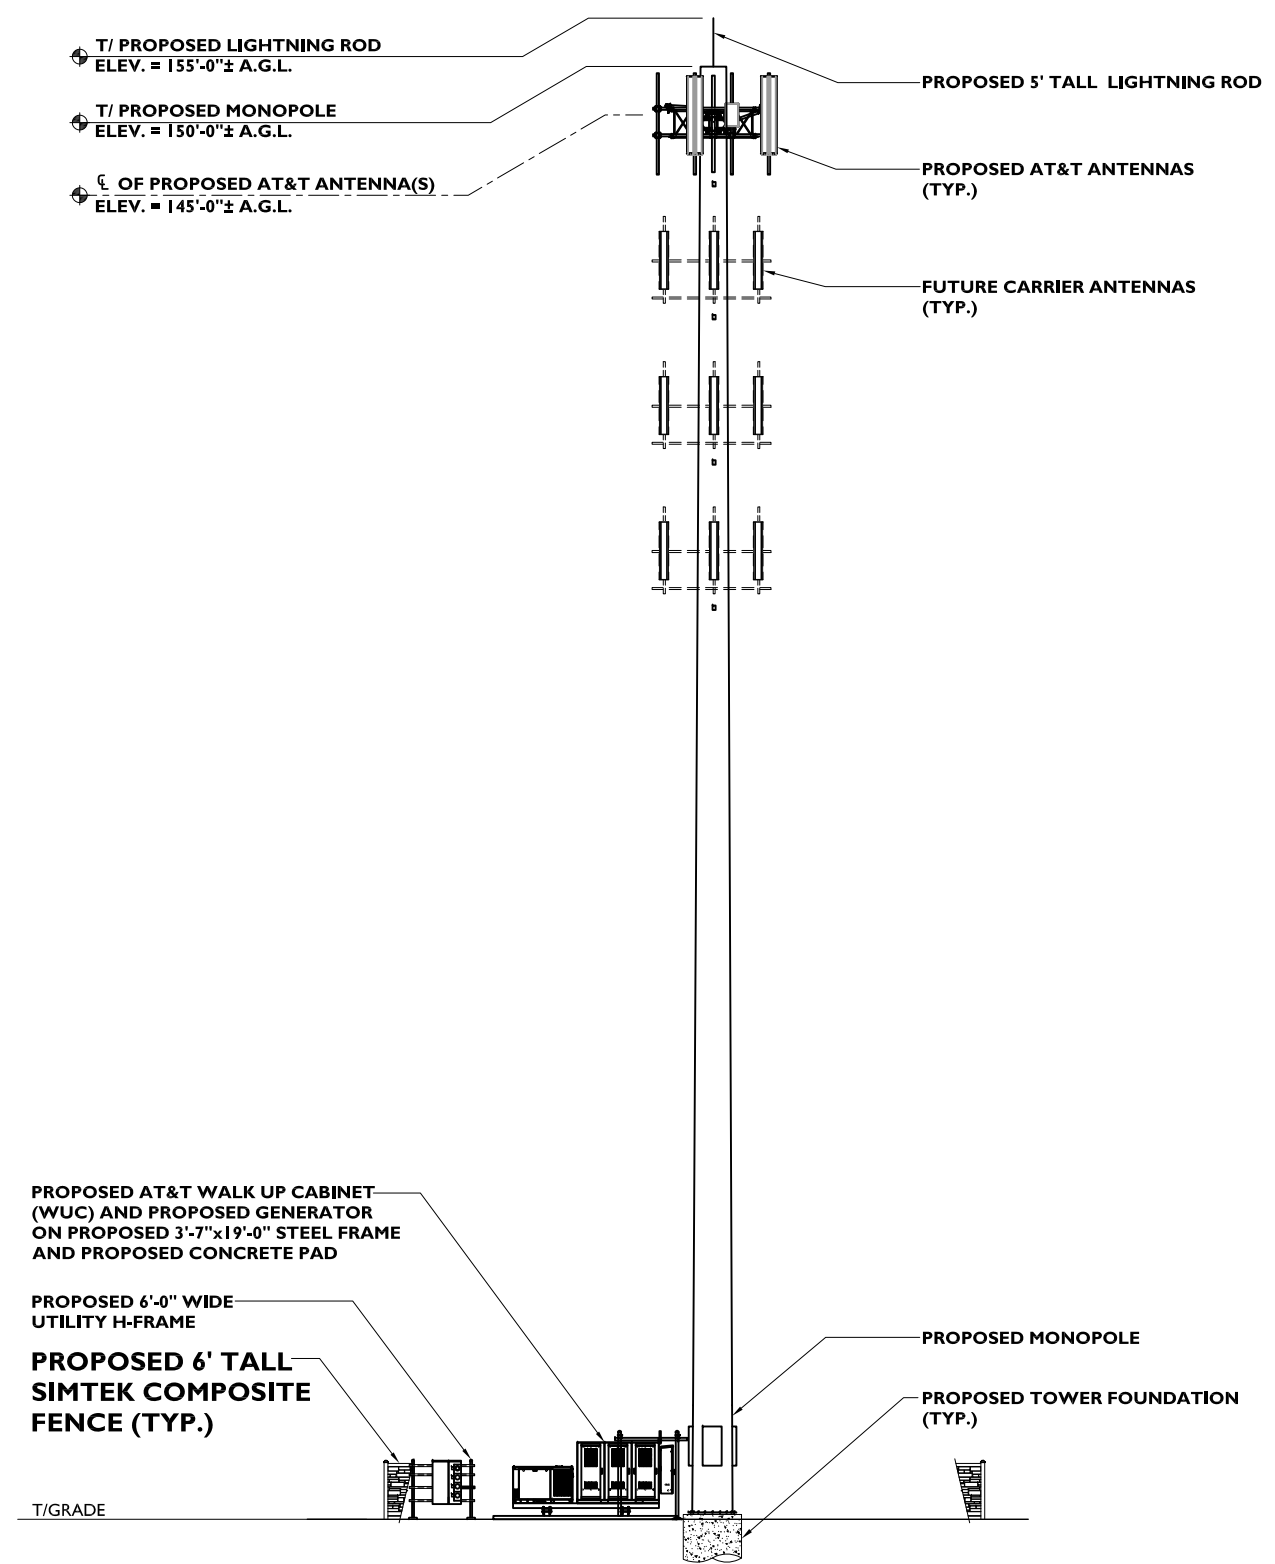 T/ PROPOSED LIGHTNING ROD
ELEV. = 155'-0"± A.G.L.
T/ PROPOSED MONOPOLE
ELEV. = 150'-0"± A.G.L.
℄ OF PROPOSED AT&T ANTENNA(S)
ELEV. = 145'-0"± A.G.L.
PROPOSED 5' TALL LIGHTNING ROD
PROPOSED AT&T ANTENNAS
(TYP.)
FUTURE CARRIER ANTENNAS
(TYP.)
PROPOSED AT&T WALK UP CABINET
(WUC) AND PROPOSED GENERATOR
ON PROPOSED 3'-7"x19'-0" STEEL FRAME
AND PROPOSED CONCRETE PAD
PROPOSED 6'-0" WIDE
UTILITY H-FRAME
PROPOSED 6' TALL
SIMTEK COMPOSITE
FENCE (TYP.)
T/GRADE
PROPOSED MONOPOLE
PROPOSED TOWER FOUNDATION
(TYP.)